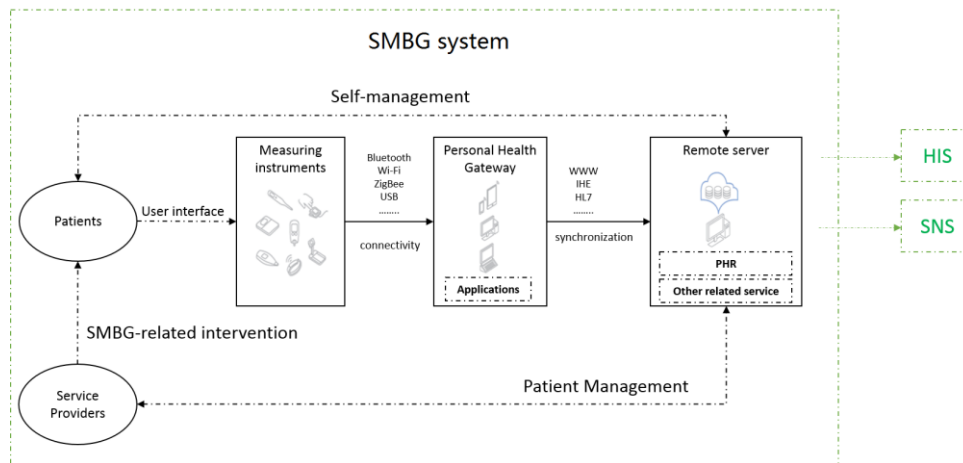 SMBG system
Self-management
Measuring
instruments
Bluetooth
Wi-Fi
ZigBee
USB
........
connectivity
Personal Health
Gateway
Applications
WWW
IHE
HL7
........
synchronization
Remote server
PHR
Other related service
HIS
SNS
Patients
User interface
SMBG-related intervention
Patient Management
Service
Providers